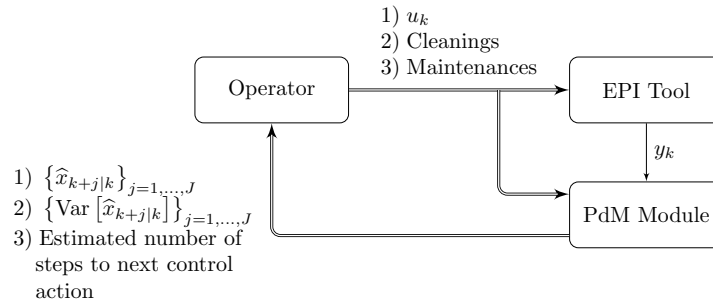 1) u_k
2) Cleanings
3) Maintenances
Operator
EPI Tool
y_k
PdM Module
1) {x̂_{k+j|k}}_{j=1,...,J}
2) {Var [x̂_{k+j|k}]}_{j=1,...,J}
3) Estimated number of
steps to next control
action